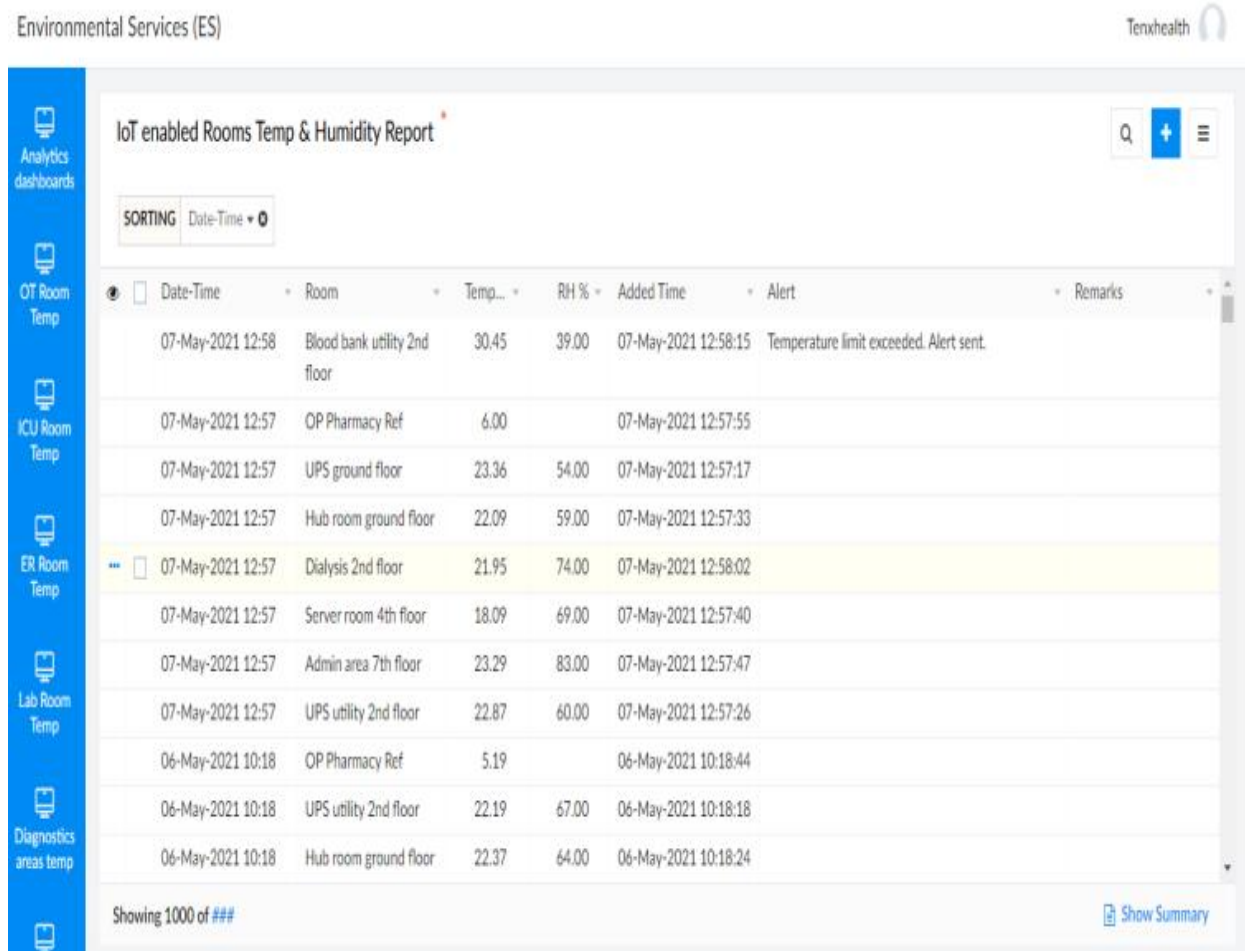 Environmental Services (ES)
Tenxhealth
Analytics
dashboards
OT Room
Temp
ICU Room
Temp
ER Room
Temp
Lab Room
Temp
Diagnostics
areas temp
IoT enabled Rooms Temp & Humidity Report *
SORTING Date-Time
Date-Time Room Temp... RH % Added Time Alert Remarks
07-May-2021 12:58 Blood bank utility 2nd 30.45 39.00 07-May-2021 12:58:15 Temperature limit exceeded. Alert sent.
floor
07-May-2021 12:57 OP Pharmacy Ref 6.00 07-May-2021 12:57:55
07-May-2021 12:57 UPS ground floor 23.36 54.00 07-May-2021 12:57:17
07-May-2021 12:57 Hub room ground floor 22.09 59.00 07-May-2021 12:57:33
07-May-2021 12:57 Dialysis 2nd floor 21.95 74.00 07-May-2021 12:58:02
07-May-2021 12:57 Server room 4th floor 18.09 69.00 07-May-2021 12:57:40
07-May-2021 12:57 Admin area 7th floor 23.29 83.00 07-May-2021 12:57:47
07-May-2021 12:57 UPS utility 2nd floor 22.87 60.00 07-May-2021 12:57:26
06-May-2021 10:18 OP Pharmacy Ref 5.19 06-May-2021 10:18:44
06-May-2021 10:18 UPS utility 2nd floor 22.19 67.00 06-May-2021 10:18:18
06-May-2021 10:18 Hub room ground floor 22.37 64.00 06-May-2021 10:18:24
Showing 1000 of ###
Show Summary